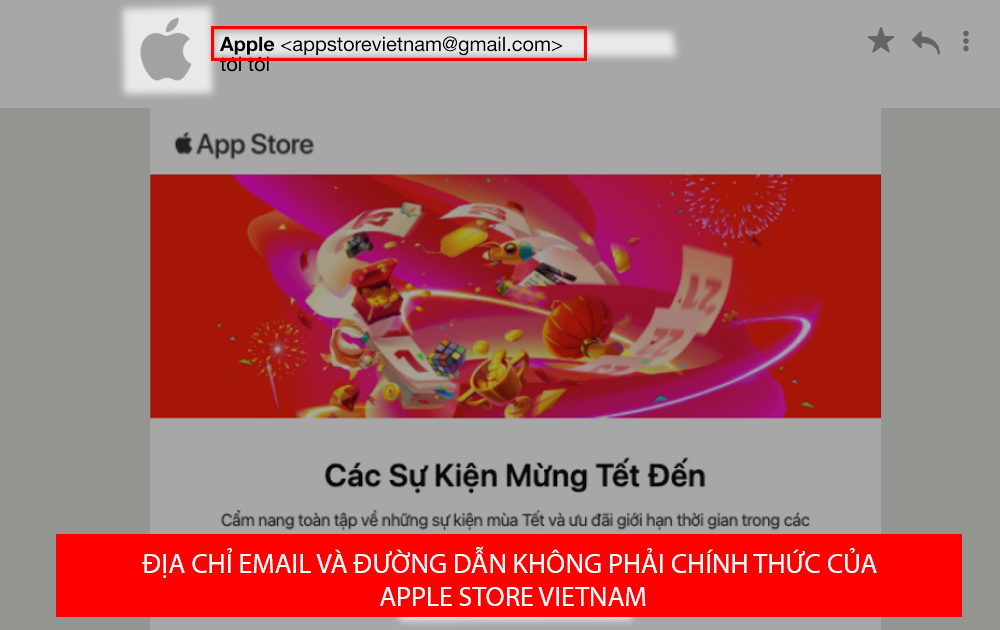 Apple <appstorevietnam@gmail.com>
tới tôi
App Store
Các Sự Kiện Mừng Tết Đến
Cẩm nang toàn tập về những sự kiện mùa Tết và ưu đãi giới hạn thời gian trong các
ĐỊA CHỈ EMAIL VÀ ĐƯỜNG DẪN KHÔNG PHẢI CHÍNH THỨC CỦA
APPLE STORE VIETNAM